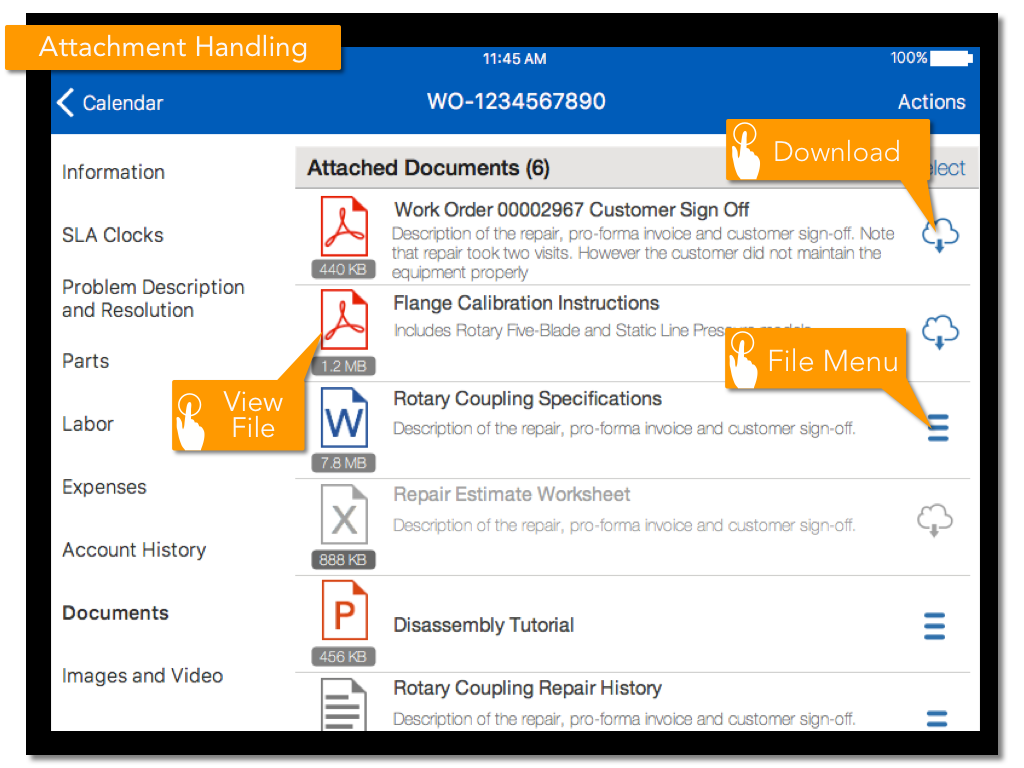 Attachment Handling
11:45 AM
100%
Calendar
WO-1234567890
Actions
Information
SLA Clocks
Problem Description
and Resolution
Parts
Labor
Expenses
Account History
Documents
Images and Video
Attached Documents (6)
Download
Work Order 00002967 Customer Sign Off
Description of the repair, pro-forma invoice and customer sign-off. Note
that repair took two visits. However the customer did not maintain the
equipment properly
440 KB
Flange Calibration Instructions
Includes Rotary Five-Blade and Static Line
1.2 MB
View
File
File Menu
W
Rotary Coupling Specifications
Description of the repair, pro-forma invoice and customer sign-off.
7.8 MB
X
Repair Estimate Worksheet
Description of the repair, pro-forma invoice and customer sign-off.
888 KB
P
Disassembly Tutorial
456 KB
Rotary Coupling Repair History
Description of the repair, pro-forma invoice and customer sign-off.